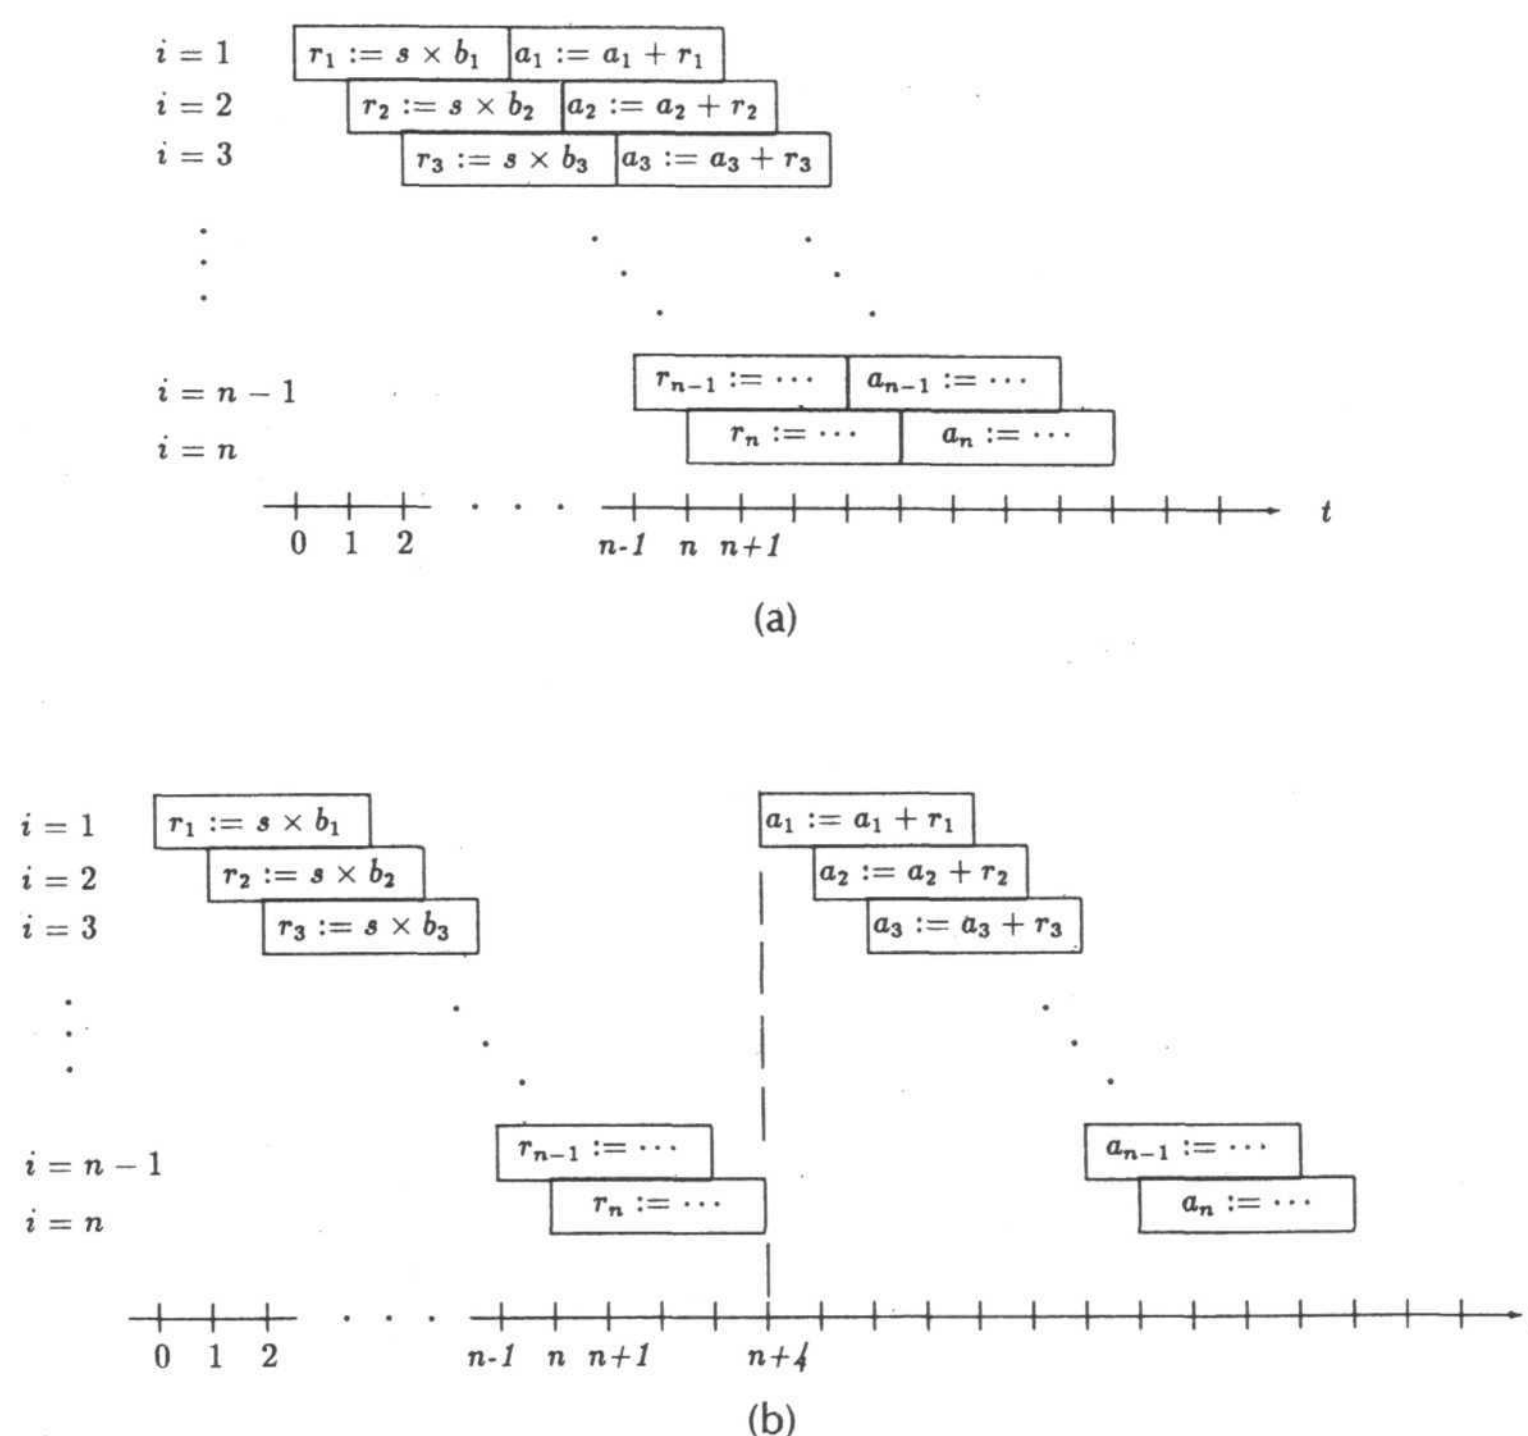 i = 1 r₁ := s × b₁ a₁ := a₁ + r₁
i = 2 r₂ := s × b₂ a₂ := a₂ + r₂
i = 3 r₃ := s × b₃ a₃ := a₃ + r₃
i = n − 1 rₙ₋₁ := ··· aₙ₋₁ := ···
i = n rₙ := ··· aₙ := ···
0 1 2 · · · n-1 n n+1 t
(a)
i = 1 r₁ := s × b₁ a₁ := a₁ + r₁
i = 2 r₂ := s × b₂ a₂ := a₂ + r₂
i = 3 r₃ := s × b₃ a₃ := a₃ + r₃
i = n − 1 rₙ₋₁ := ··· aₙ₋₁ := ···
i = n rₙ := ··· aₙ := ···
0 1 2 · · · n-1 n n+1 n+4
(b)